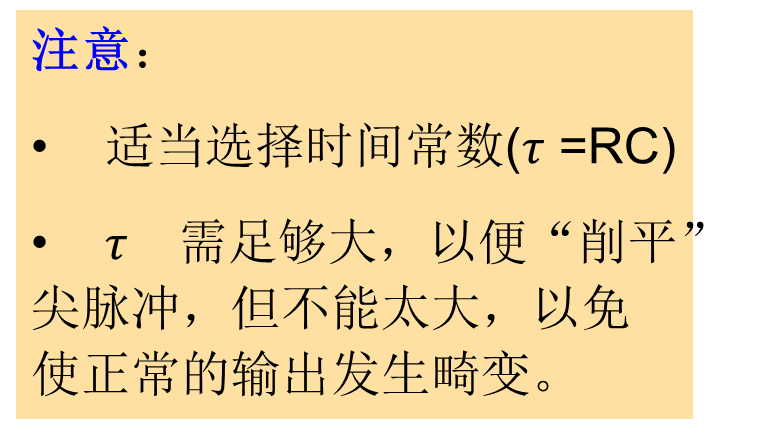 注意：
• 适当选择时间常数(τ =RC)
• τ 需足够大，以便“削平”
尖脉冲，但不能太大，以免
使正常的输出发生畸变。